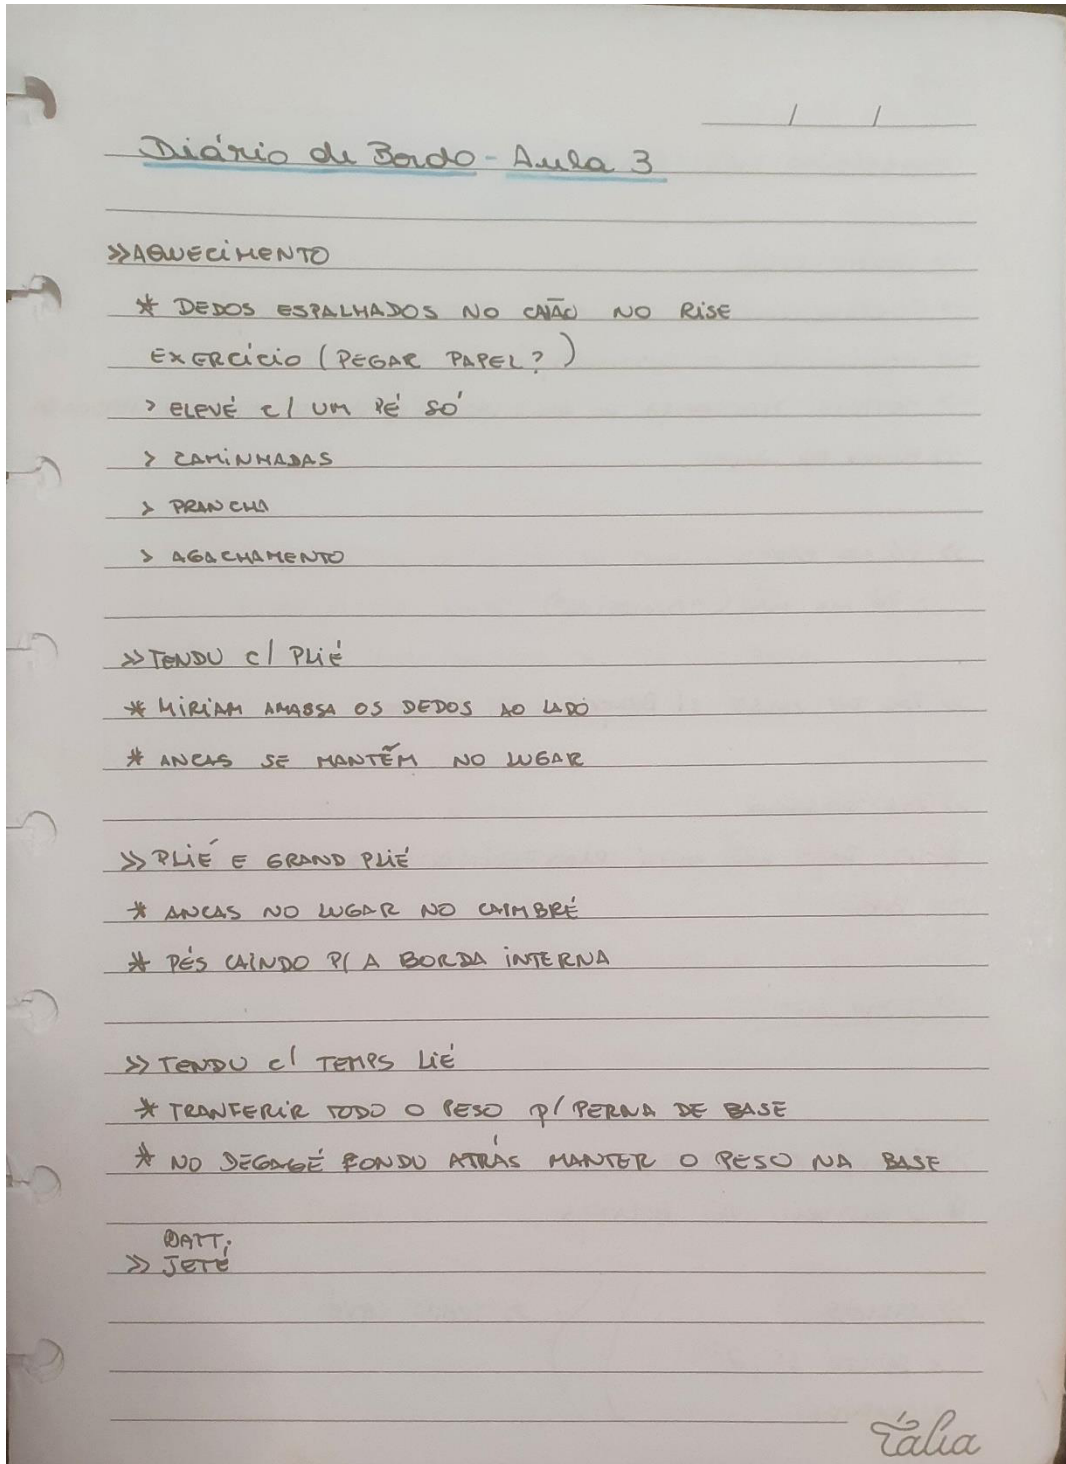 / /
Diário de Bordo - Aula 3
>> AQUECIMENTO
* DEDOS ESPALHADOS NO CHÃO NO RISE
EXERCÍCIO (PEGAR PAPEL?)
> ELEVÉ C/ UM PÉ SÓ
> CAMINHADAS
> PRANCHA
> AGACHAMENTO
>> TENDU C/ PLIÉ
* MIRIAM AMASSA OS DEDOS AO LADO
* ANCAS SE MANTÊM NO LUGAR
>> PLIÉ E GRAND PLIÉ
* ANCAS NO LUGAR NO CAIMBRÉ
* PÉS CAINDO P/ A BORDA INTERNA
>> TENDU C/ TEMPS LIÉ
* TRANFERIR TODO O PESO P/ PERNA DE BASE
* NO DEGAGÉ FONDU ATRÁS MANTER O PESO NA BASE
BATT.
>> JETÉ
Talia